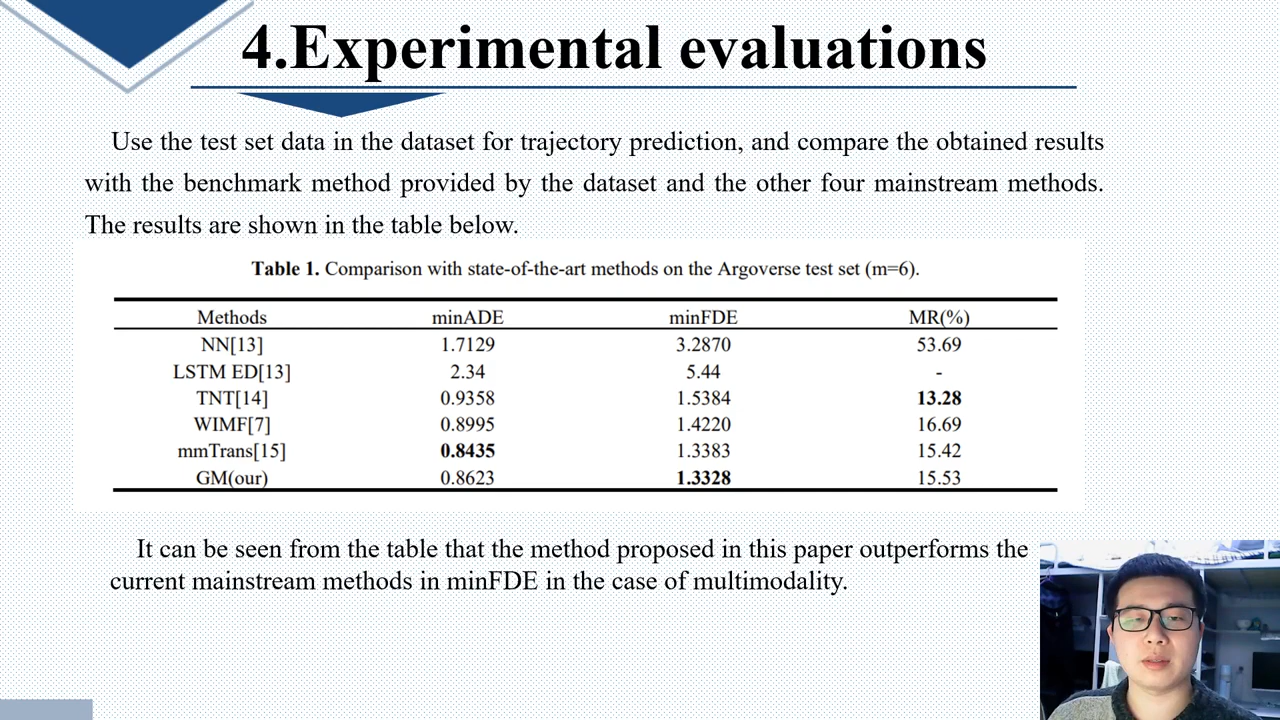 4.Experimental evaluations
Use the test set data in the dataset for trajectory prediction, and compare the obtained results
with the benchmark method provided by the dataset and the other four mainstream methods.
The results are shown in the table below.
Table 1. Comparison with state-of-the-art methods on the Argoverse test set (m=6).
Methods minADE minFDE MR(%)
NN[13] 1.7129 3.2870 53.69
LSTM ED[13] 2.34 5.44 -
TNT[14] 0.9358 1.5384 13.28
WIMF[7] 0.8995 1.4220 16.69
mmTrans[15] 0.8435 1.3383 15.42
GM(our) 0.8623 1.3328 15.53
It can be seen from the table that the method proposed in this paper outperforms the
current mainstream methods in minFDE in the case of multimodality.